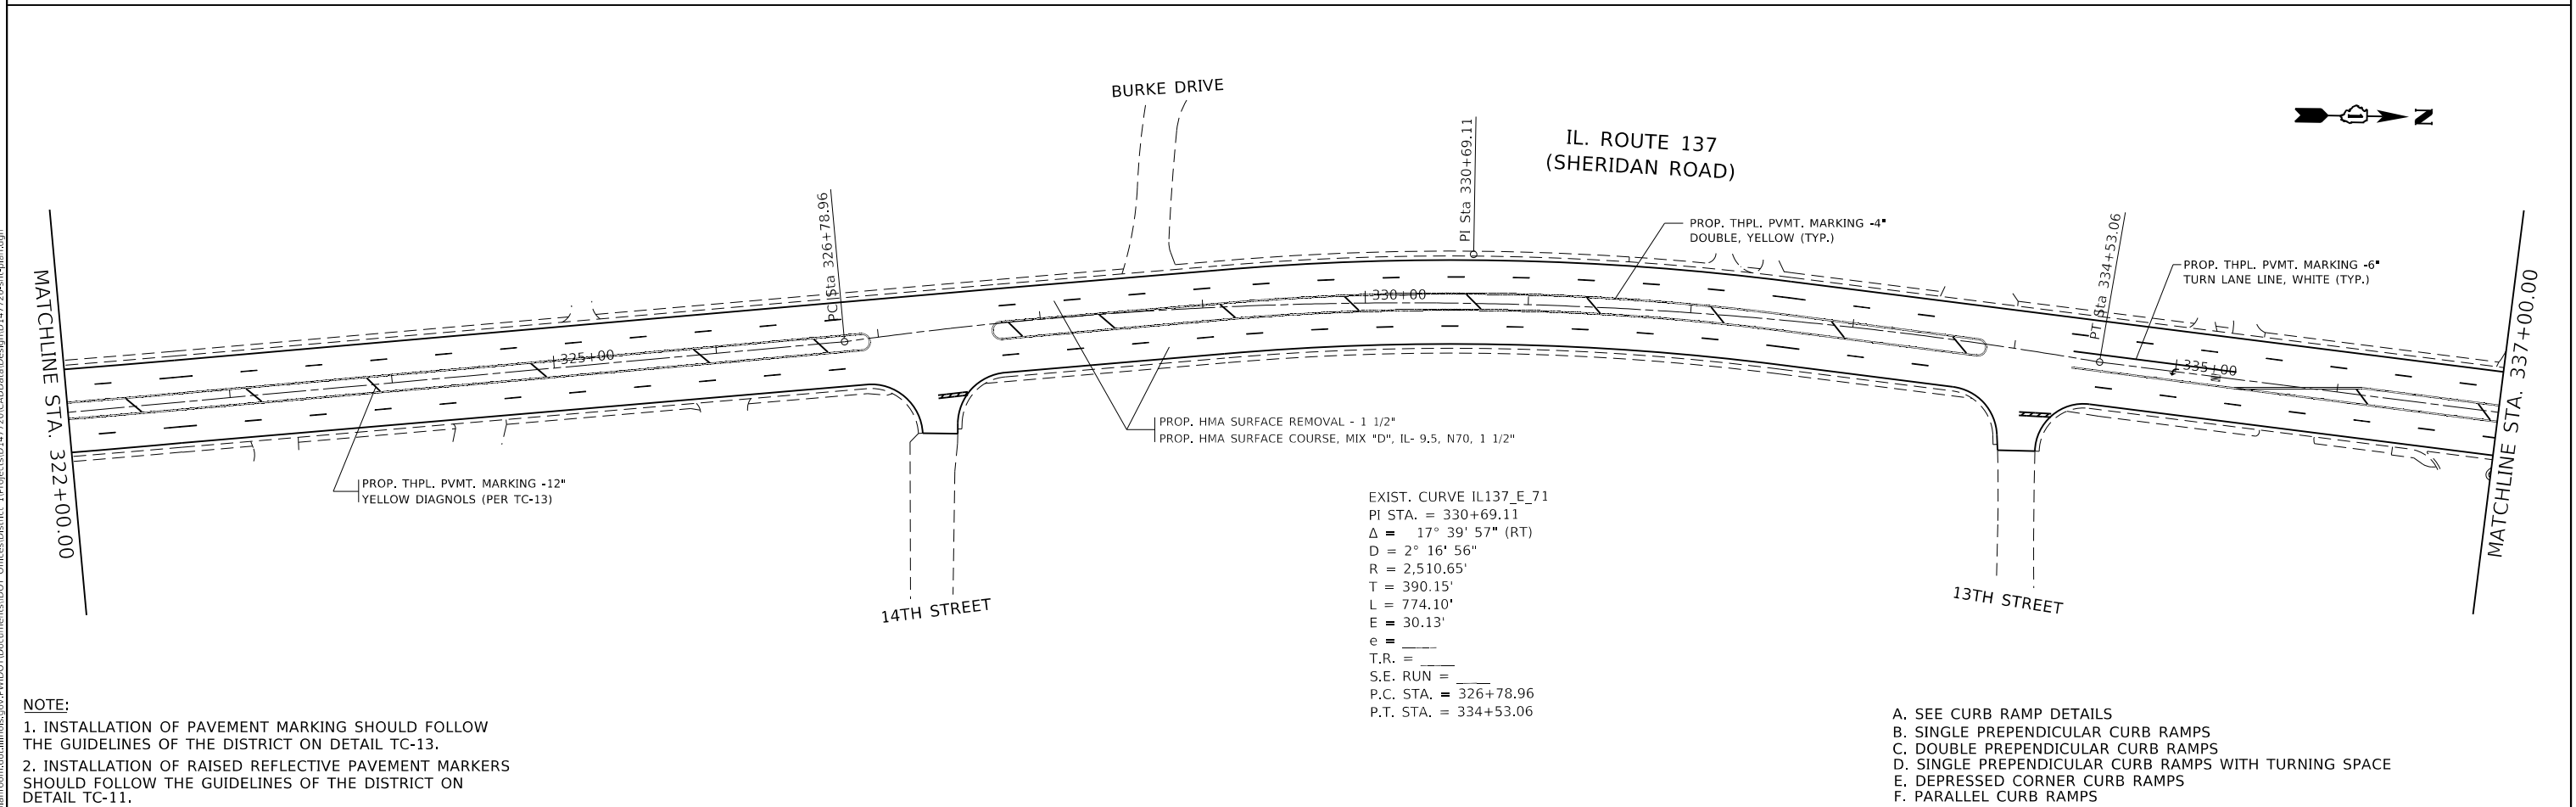 BURKE DRIVE
N
IL. ROUTE 137
(SHERIDAN ROAD)
PI Sta 330+69.11
PC Sta 326+78.96
PT Sta 334+53.06
PROP. THPL. PVMT. MARKING -4"
DOUBLE, YELLOW (TYP.)
PROP. THPL. PVMT. MARKING -6"
TURN LANE LINE, WHITE (TYP.)
MATCHLINE STA. 322+00.00
325+00
330+00
335+00
MATCHLINE STA. 337+00.00
PROP. HMA SURFACE REMOVAL - 1 1/2"
PROP. HMA SURFACE COURSE, MIX "D", IL- 9.5, N70, 1 1/2"
PROP. THPL. PVMT. MARKING -12"
YELLOW DIAGNOLS (PER TC-13)
14TH STREET
13TH STREET
EXIST. CURVE IL137_E_71
PI STA. = 330+69.11
Δ = 17° 39' 57" (RT)
D = 2° 16' 56"
R = 2,510.65'
T = 390.15'
L = 774.10'
E = 30.13'
e = ____
T.R. = ____
S.E. RUN = ____
P.C. STA. = 326+78.96
P.T. STA. = 334+53.06
NOTE:
1. INSTALLATION OF PAVEMENT MARKING SHOULD FOLLOW
THE GUIDELINES OF THE DISTRICT ON DETAIL TC-13.
2. INSTALLATION OF RAISED REFLECTIVE PAVEMENT MARKERS
SHOULD FOLLOW THE GUIDELINES OF THE DISTRICT ON
DETAIL TC-11.
A. SEE CURB RAMP DETAILS
B. SINGLE PREPENDICULAR CURB RAMPS
C. DOUBLE PREPENDICULAR CURB RAMPS
D. SINGLE PREPENDICULAR CURB RAMPS WITH TURNING SPACE
E. DEPRESSED CORNER CURB RAMPS
F. PARALLEL CURB RAMPS